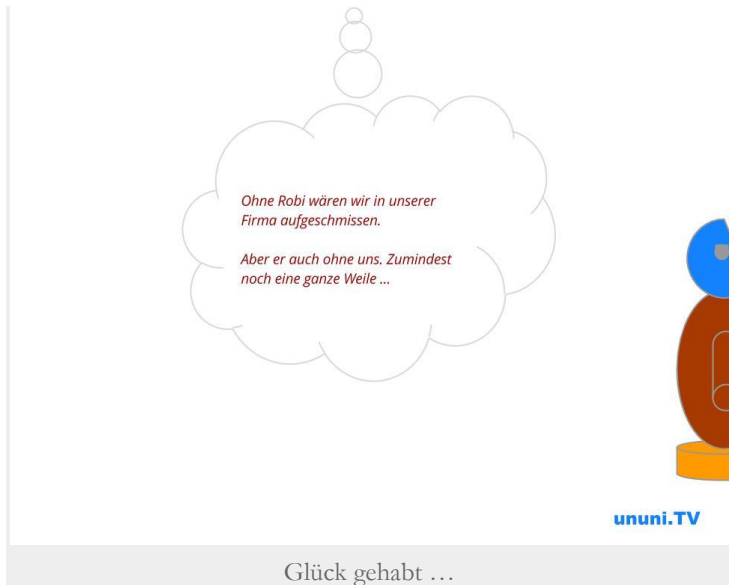 Ohne Robi wären wir in unserer
Firma aufgeschmissen.
Aber er auch ohne uns. Zumindest
noch eine ganze Weile ...
ununi.TV
Glück gehabt …